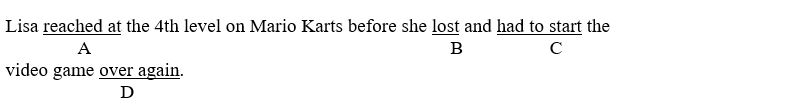 Lisa reached at the 4th level on Mario Karts before she lost and had to start the
A B C
video game over again.
D